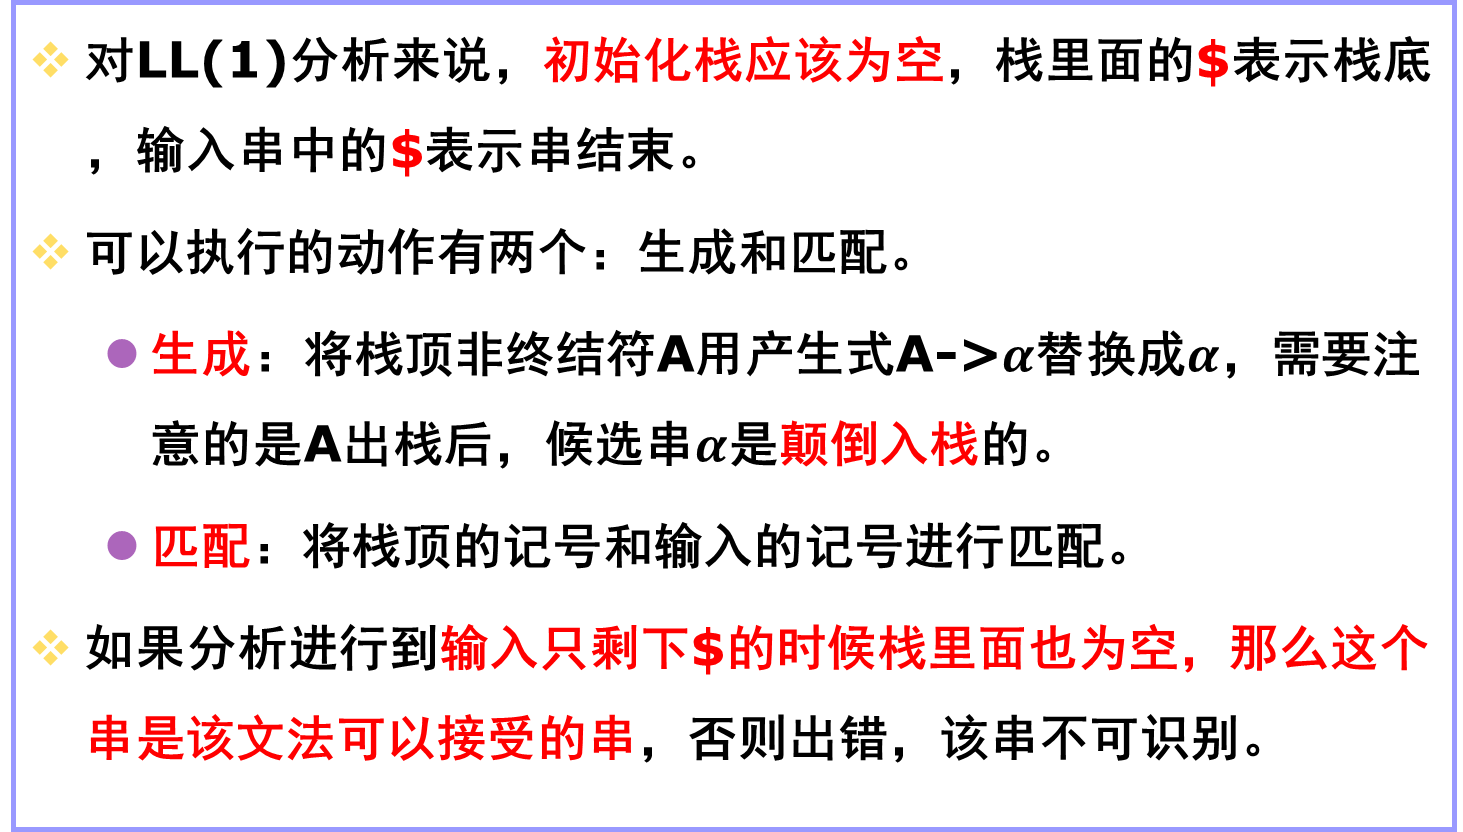 对LL(1)分析来说，初始化栈应该为空，栈里面的$表示栈底
，输入串中的$表示串结束。
可以执行的动作有两个：生成和匹配。
生成：将栈顶非终结符A用产生式A->α替换成α，需要注
意的是A出栈后，候选串α是颠倒入栈的。
匹配：将栈顶的记号和输入的记号进行匹配。
如果分析进行到输入只剩下$的时候栈里面也为空，那么这个
串是该文法可以接受的串，否则出错，该串不可识别。